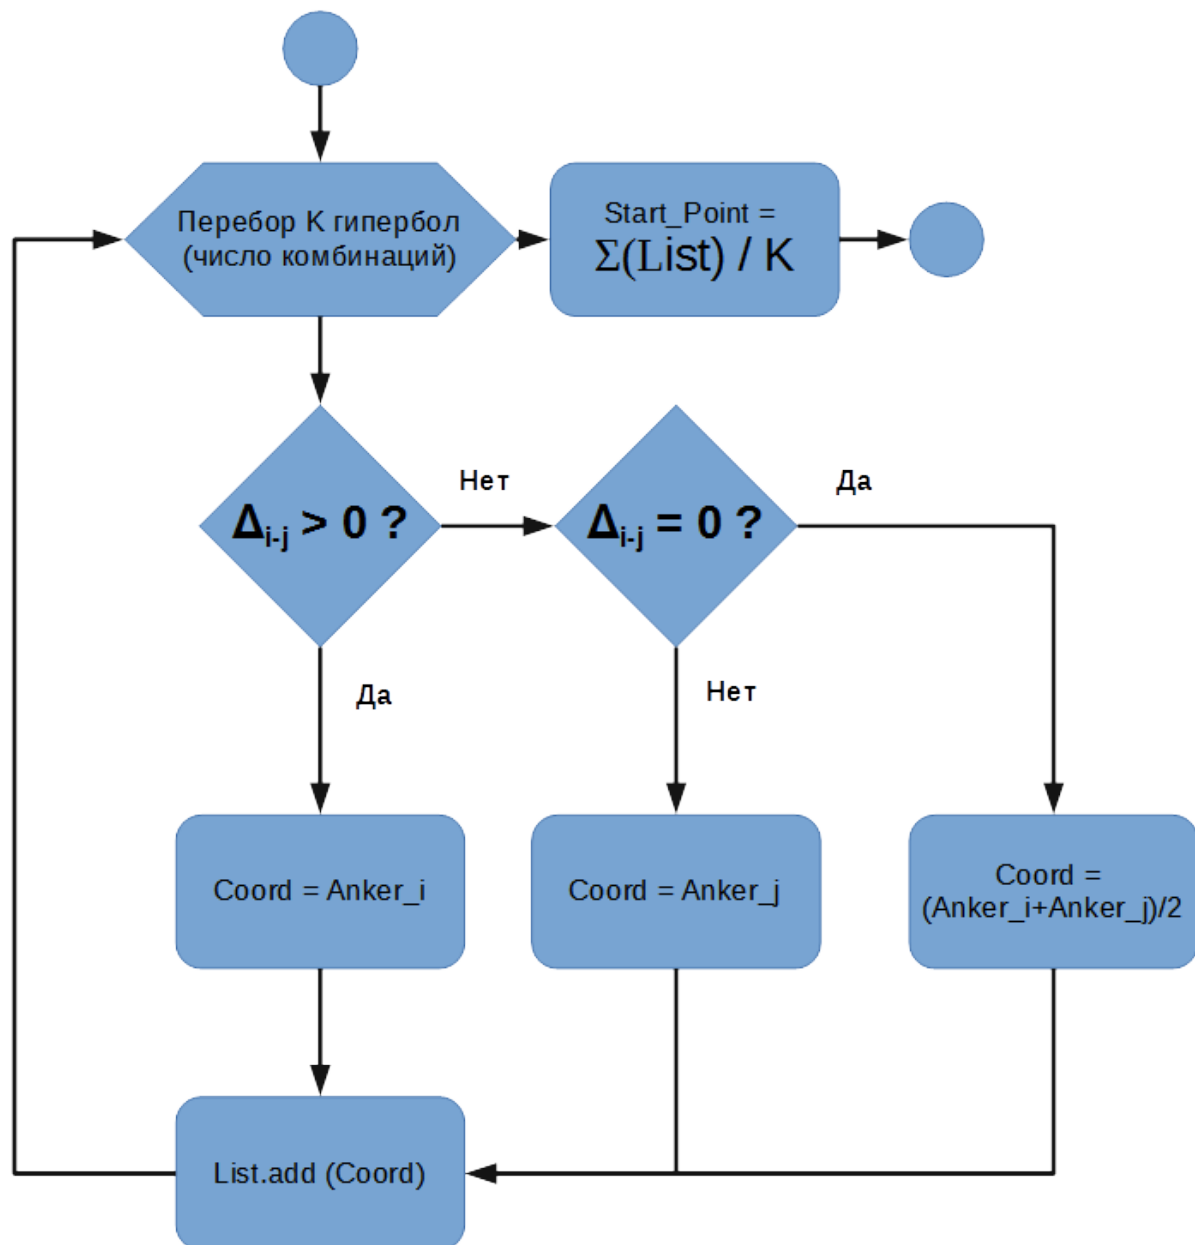 Перебор K гипербол
(число комбинаций)
Start_Point =
Σ(List) / K
Δi-j > 0 ?
Нет
Δi-j = 0 ?
Да
Да
Нет
Coord = Anker_i
Coord = Anker_j
Coord =
(Anker_i+Anker_j)/2
List.add (Coord)